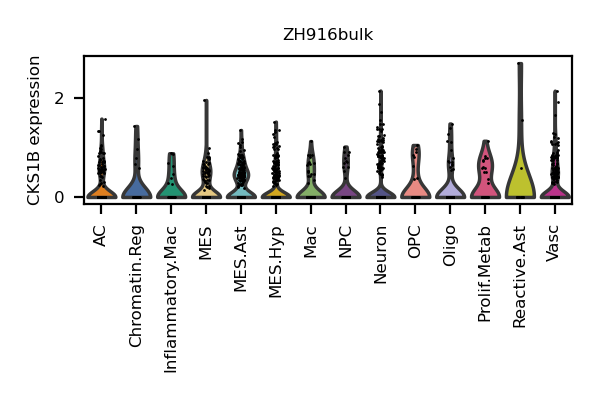 ZH916bulk
CKS1B expression
2
0
AC
Chromatin.Reg
Inflammatory.Mac
MES
MES.Ast
MES.Hyp
Mac
NPC
Neuron
OPC
Oligo
Prolif.Metab
Reactive.Ast
Vasc